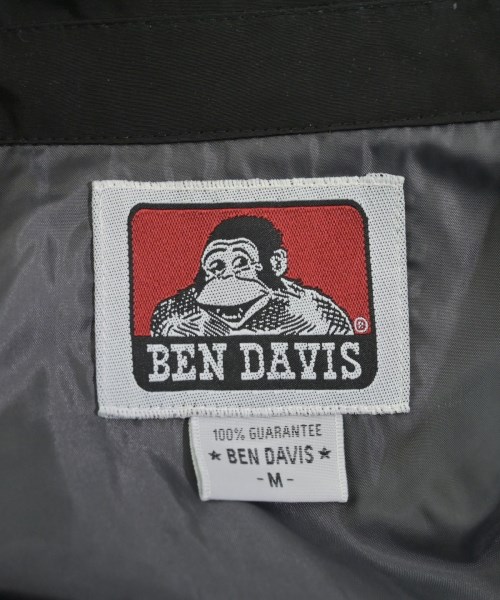 ®
BEN DAVIS
100% GUARANTEE
★ BEN DAVIS ★
- M -